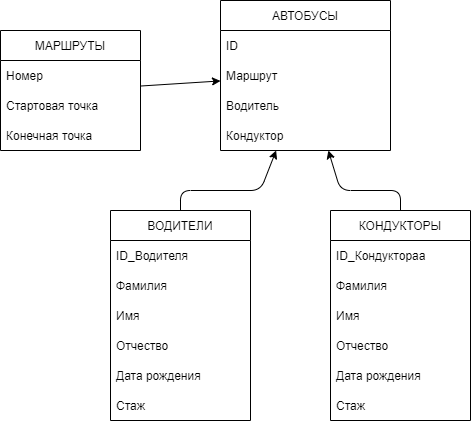 АВТОБУСЫ
ID
Маршрут
Водитель
Кондуктор
МАРШРУТЫ
Номер
Стартовая точка
Конечная точка
ВОДИТЕЛИ
ID_Водителя
Фамилия
Имя
Отчество
Дата рождения
Стаж
КОНДУКТОРЫ
ID_Кондуктораа
Фамилия
Имя
Отчество
Дата рождения
Стаж